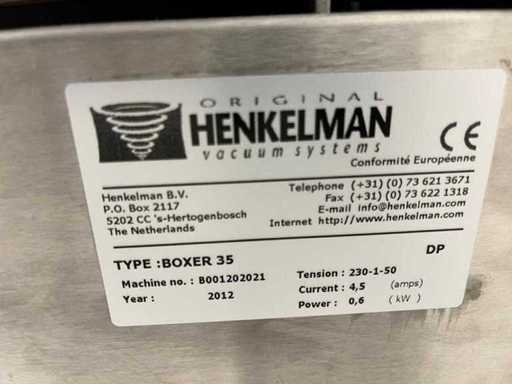 ORIGINAL
HENKELMAN
vacuum systems
CE
Conformité Européenne
Henkelman B.V.
P.O. Box 2117
5202 CC 's-Hertogenbosch
The Netherlands
Telephone (+31) (0) 73 621 3671
Fax (+31) (0) 73 622 1318
E-mail info@henkelman.com
Internet http://www.henkelman.com
TYPE :BOXER 35
DP
Machine no. : B001202021
Year : 2012
Tension : 230-1-50
Current : 4,5 (amps)
Power : 0,6 (kW)